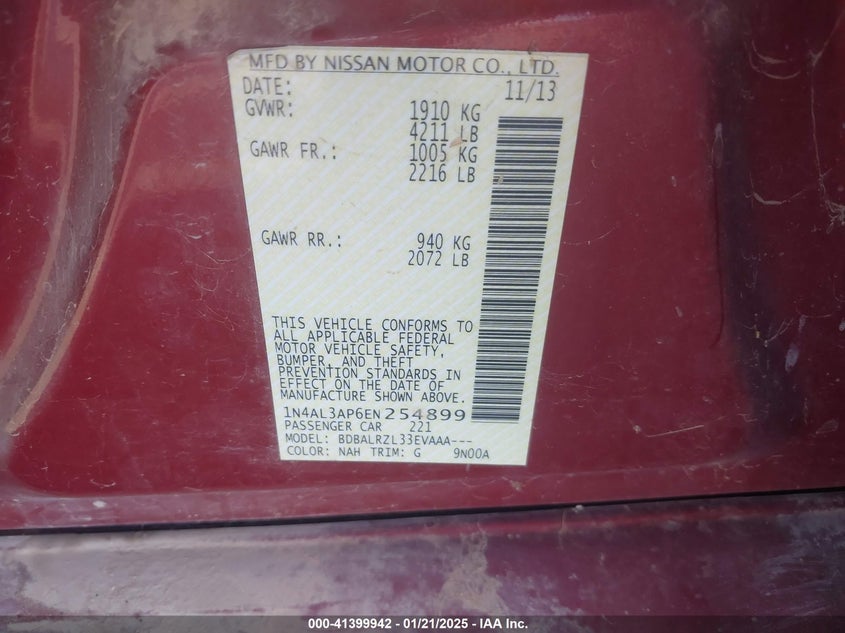 MFD BY NISSAN MOTOR CO., LTD.
DATE: 11/13
GVWR: 1910 KG
4211 LB
GAWR FR.: 1005 KG
2216 LB
GAWR RR.: 940 KG
2072 LB
THIS VEHICLE CONFORMS TO
ALL APPLICABLE FEDERAL
MOTOR VEHICLE SAFETY,
BUMPER, AND THEFT
PREVENTION STANDARDS IN
EFFECT ON THE DATE OF
MANUFACTURE SHOWN ABOVE.
1N4AL3AP6EN254899
PASSENGER CAR 221
MODEL: BDBALRZL33EVAAA---
COLOR: NAH TRIM: G 9N00A
000-41399942 - 01/21/2025 - IAA Inc.